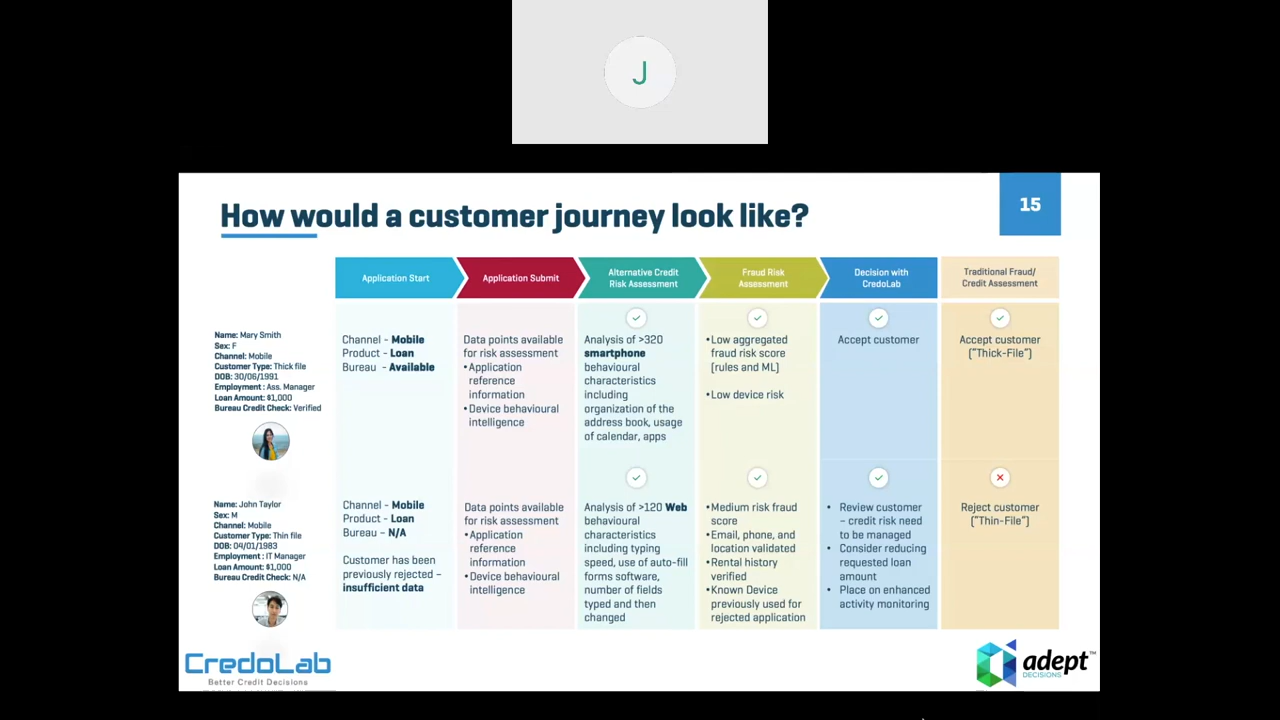 J
How would a customer journey look like?
15
Application Start
Application Submit
Alternative Credit
Risk Assessment
Fraud Risk
Assessment
Decision with
CredoLab
Traditional Fraud/
Credit Assessment
Name: Mary Smith
Sex: F
Channel: Mobile
Customer Type: Thick file
DOB: 30/06/1991
Employment : Ass. Manager
Loan Amount: $1,000
Bureau Credit Check: Verified
Channel - Mobile
Product - Loan
Bureau - Available
Data points available
for risk assessment
• Application
reference
information
• Device behavioural
intelligence
Analysis of >320
smartphone
behavioural
characteristics
including
organization of the
address book, usage
of calendar, apps
• Low aggregated
fraud risk score
(rules and ML)
• Low device risk
Accept customer
Accept customer
("Thick-File")
Name: John Taylor
Sex: M
Channel: Mobile
Customer Type: Thin file
DOB: 04/01/1983
Employment : IT Manager
Loan Amount: $1,000
Bureau Credit Check: N/A
Channel - Mobile
Product - Loan
Bureau – N/A
Customer has been
previously rejected –
insufficient data
Data points available
for risk assessment
• Application
reference
information
• Device behavioural
intelligence
Analysis of >120 Web
behavioural
characteristics
including typing
speed, use of auto-fill
forms software,
number of fields
typed and then
changed
• Medium risk fraud
score
• Email, phone, and
location validated
• Rental history
verified
• Known Device
previously used for
rejected application
• Review customer
– credit risk need
to be managed
• Consider reducing
requested loan
amount
• Place on enhanced
activity monitoring
Reject customer
("Thin-File")
CredoLab
Better Credit Decisions
adept™
DECISIONS